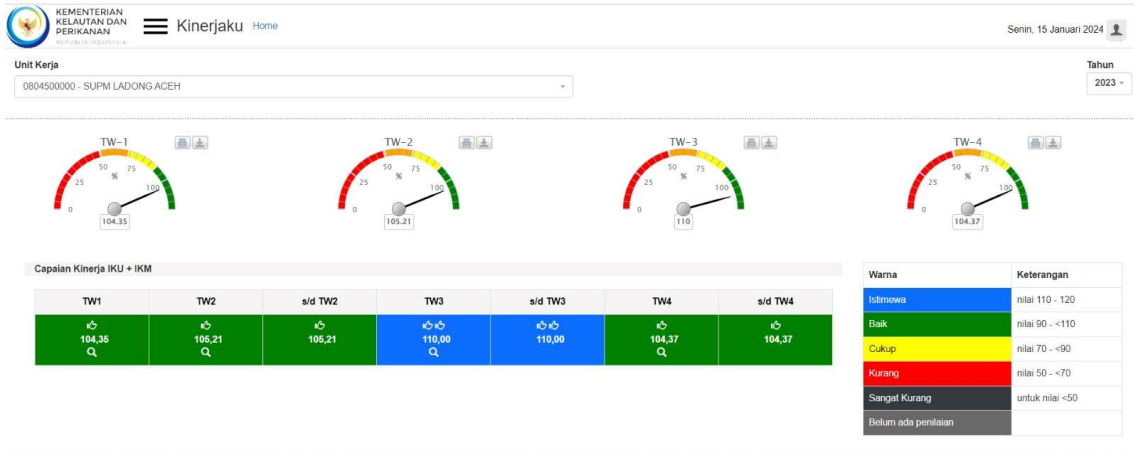 KEMENTERIAN
KELAUTAN DAN
PERIKANAN
REPUBLIK INDONESIA
Kinerjaku Home
Senin, 15 Januari 2024
Unit Kerja
Tahun
0804500000 - SUPM LADONG ACEH
2023
TW-1
0 25 50 75 100
%
104.35
TW-2
0 25 50 75 100
%
105.21
TW-3
0 25 50 75 100
%
110
TW-4
0 25 50 75 100
%
104.37
Capaian Kinerja IKU + IKM
TW1 TW2 s/d TW2 TW3 s/d TW3 TW4 s/d TW4
104,35 105,21 105,21 110,00 110,00 104,37 104,37
Warna Keterangan
Istimewa nilai 110 - 120
Baik nilai 90 - <110
Cukup nilai 70 - <90
Kurang nilai 50 - <70
Sangat Kurang untuk nilai <50
Belum ada penilaian